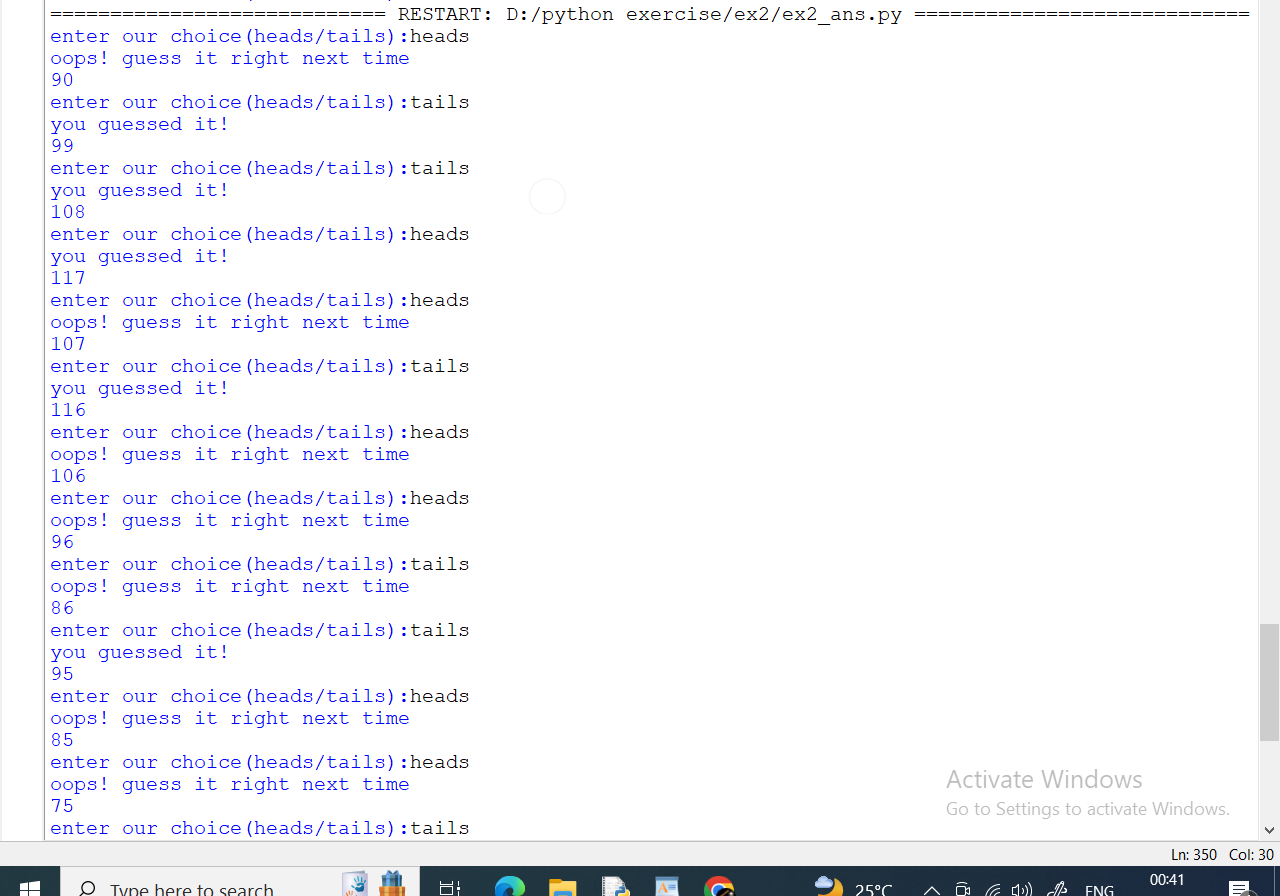 ============================ RESTART: D:/python exercise/ex2/ex2_ans.py ============================
enter our choice(heads/tails):heads
oops! guess it right next time
90
enter our choice(heads/tails):tails
you guessed it!
99
enter our choice(heads/tails):tails
you guessed it!
108
enter our choice(heads/tails):heads
you guessed it!
117
enter our choice(heads/tails):heads
oops! guess it right next time
107
enter our choice(heads/tails):tails
you guessed it!
116
enter our choice(heads/tails):heads
oops! guess it right next time
106
enter our choice(heads/tails):heads
oops! guess it right next time
96
enter our choice(heads/tails):tails
oops! guess it right next time
86
enter our choice(heads/tails):tails
you guessed it!
95
enter our choice(heads/tails):heads
oops! guess it right next time
85
enter our choice(heads/tails):heads
oops! guess it right next time
75
enter our choice(heads/tails):tails
Activate Windows
Go to Settings to activate Windows.
Ln: 350 Col: 30
Type here to search
25°C
ENG
00:41